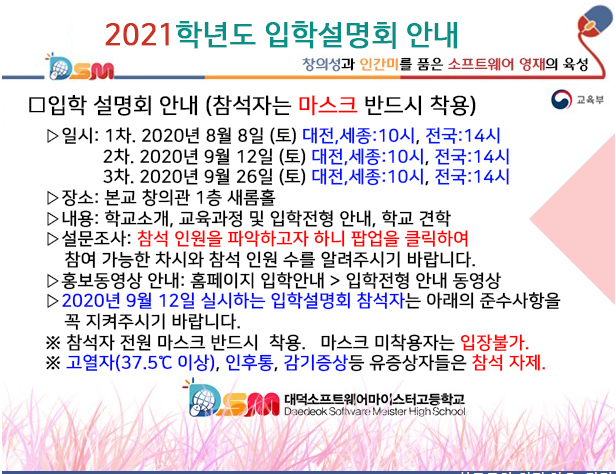 2021학년도 입학설명회 안내
DSM
창의성과 인간미를 품은 소프트웨어 영재의 육성
□입학 설명회 안내 (참석자는 마스크 반드시 착용)
교육부
▷일시: 1차. 2020년 8월 8일 (토) 대전,세종:10시, 전국:14시
2차. 2020년 9월 12일 (토) 대전,세종:10시, 전국:14시
3차. 2020년 9월 26일 (토) 대전,세종:10시, 전국:14시
▷장소: 본교 창의관 1층 새롬홀
▷내용: 학교소개, 교육과정 및 입학전형 안내, 학교 견학
▷설문조사: 참석 인원을 파악하고자 하니 팝업을 클릭하여
참여 가능한 차시와 참석 인원 수를 알려주시기 바랍니다.
▷홍보동영상 안내: 홈페이지 입학안내 > 입학전형 안내 동영상
▷2020년 9월 12일 실시하는 입학설명회 참석자는 아래의 준수사항을
꼭 지켜주시기 바랍니다.
※ 참석자 전원 마스크 반드시 착용. 마스크 미착용자는 입장불가.
※ 고열자(37.5℃ 이상), 인후통, 감기증상등 유증상자들은 참석 자제.
DSM 대덕소프트웨어마이스터고등학교
Daedeok Software Meister High School